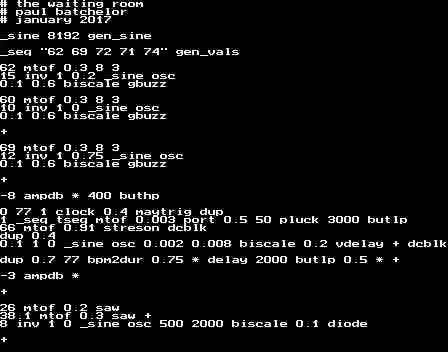 # the waiting room
# paul batchelor
# january 2017
_sine 8192 gen_sine
_seq "62 69 72 71 74" gen_vals
62 mtof 0.3 8 3
15 inv 1 0.2 _sine osc
0.1 0.6 biscale gbuzz
60 mtof 0.3 8 3
10 inv 1 0 _sine osc
0.1 0.6 biscale gbuzz
+
69 mtof 0.3 8 3
12 inv 1 0.75 _sine osc
0.1 0.6 biscale gbuzz
+
-8 ampdb * 400 buthp
0 77 1 clock 0.4 maytrig dup
1 _seq tseq mtof 0.003 port 0.5 50 pluck 3000 butlp
66 mtof 0.91 streson dcblk
dup 0.4
0.1 1 0 _sine osc 0.002 0.008 biscale 0.2 vdelay + dcblk
dup 0.7 77 bpm2dur 0.75 * delay 2000 butlp 0.5 * +
-3 ampdb *
+
26 mtof 0.2 saw
38.1 mtof 0.3 saw +
8 inv 1 0 _sine osc 500 2000 biscale 0.1 diode
+